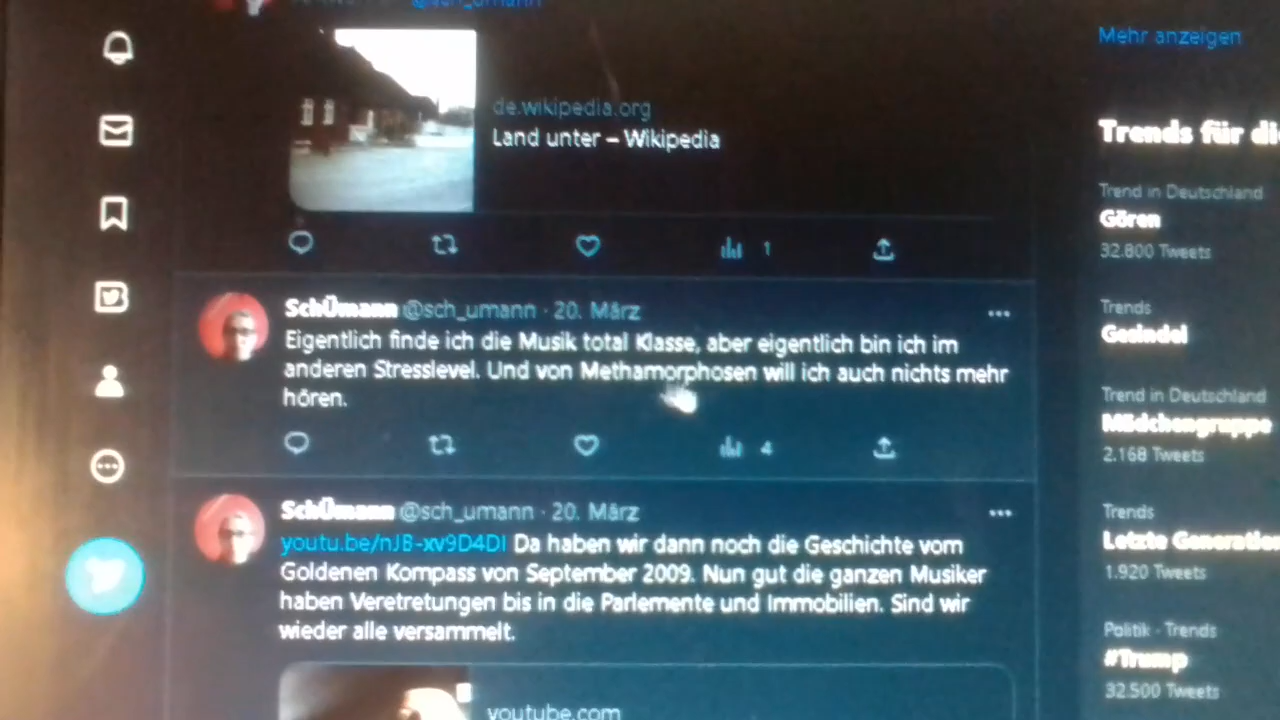 @sch_umann
Mehr anzeigen
de.wikipedia.org
Land unter – Wikipedia
1
SchÜmann @sch_umann · 20. März
Eigentlich finde ich die Musik total Klasse, aber eigentlich bin ich im
anderen Stresslevel. Und von Methamorphosen will ich auch nichts mehr
hören.
4
SchÜmann @sch_umann · 20. März
youtu.be/nJB-xv9D4DI Da haben wir dann noch die Geschichte vom
Goldenen Kompass von September 2009. Nun gut die ganzen Musiker
haben Veretretungen bis in die Parlemente und Immobilien. Sind wir
wieder alle versammelt.
youtube.com
Trends für di
Trend in Deutschland
Gören
32.800 Tweets
Trends
Gesindel
Trend in Deutschland
Mädchengruppe
2.168 Tweets
Trends
Letzte Generation
1.920 Tweets
Politik · Trends
#Trump
32.500 Tweets